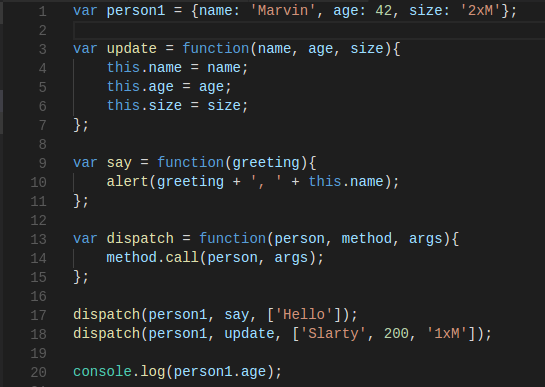 1 var person1 = {name: 'Marvin', age: 42, size: '2xM'};
2
3 var update = function(name, age, size){
4     this.name = name;
5     this.age = age;
6     this.size = size;
7 };
8
9 var say = function(greeting){
10     alert(greeting + ', ' + this.name);
11 };
12
13 var dispatch = function(person, method, args){
14     method.call(person, args);
15 };
16
17 dispatch(person1, say, ['Hello']);
18 dispatch(person1, update, ['Slarty', 200, '1xM']);
19
20 console.log(person1.age);